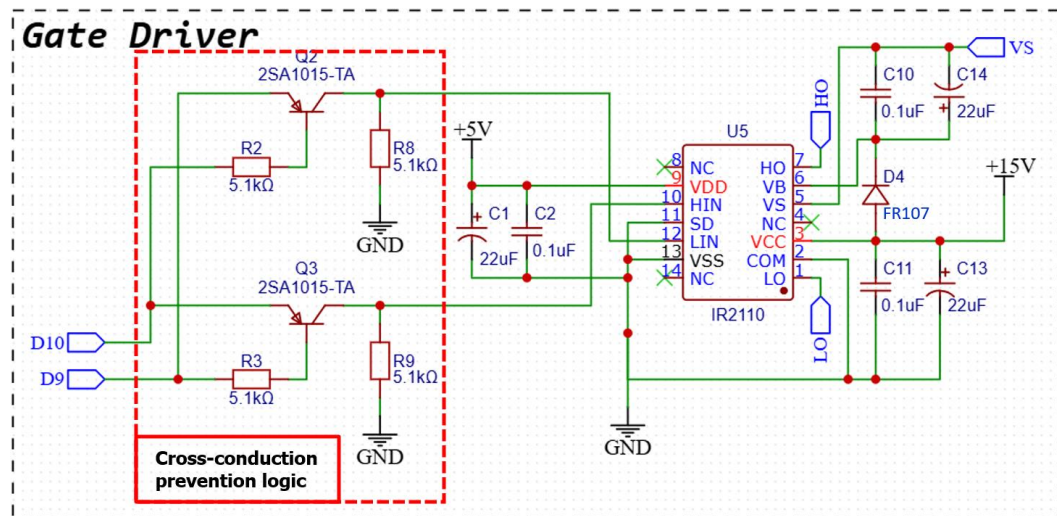 Gate Driver
Q2
2SA1015-TA
R2
5.1kΩ
R8
5.1kΩ
GND
Q3
2SA1015-TA
D10
D9
R3
5.1kΩ
R9
5.1kΩ
GND
Cross-conduction
prevention logic
+5V
C1
22uF
C2
0.1uF
GND
U5
8 NC HO 7
9 VDD VB 6
10 HIN VS 5
11 SD NC 4
12 LIN VCC 3
13 VSS COM 2
14 NC LO 1
IR2110
HO
LO
VS
C10
0.1uF
C14
+
22uF
D4
FR107
+15V
C11
0.1uF
C13
+
22uF
+